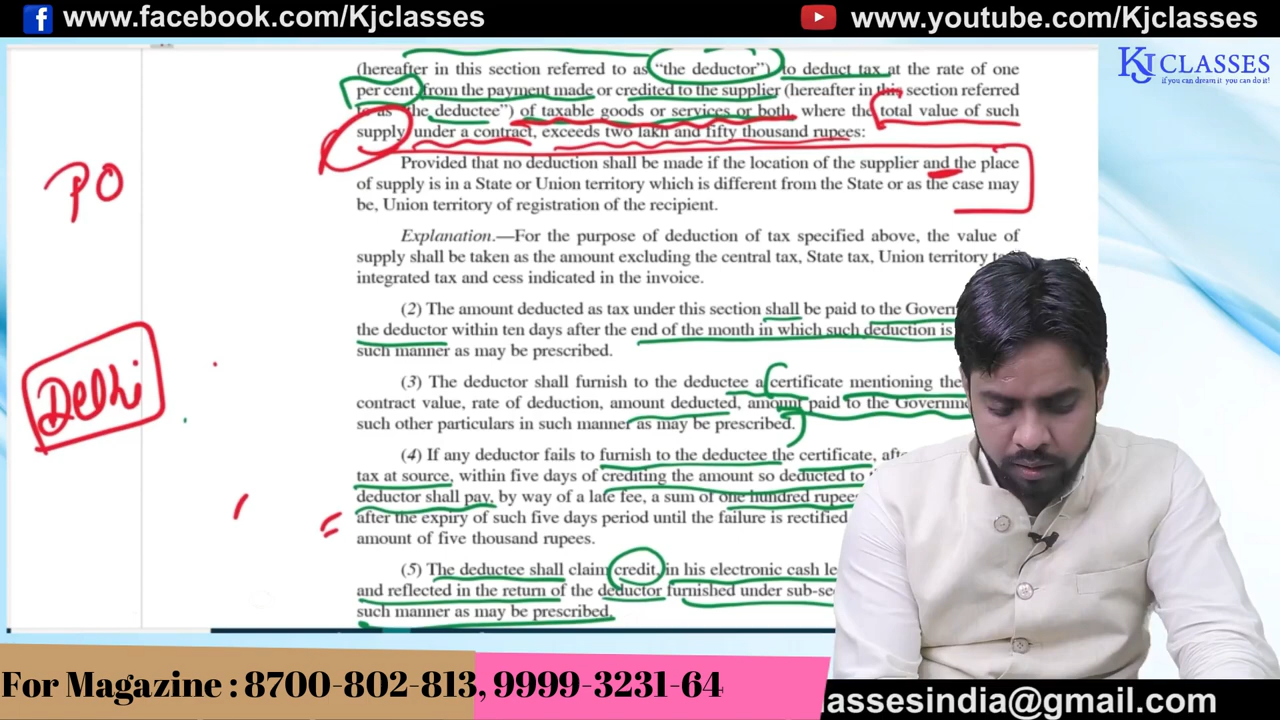 www.facebook.com/Kjclasses
www.youtube.com/Kjclasses
KJ CLASSES
if you can dream it you can do it!
(hereafter in this section referred to as “the deductor”) to deduct tax at the rate of one
per cent. from the payment made or credited to the supplier (hereafter in this section referred
to as “the deductee”) of taxable goods or services or both, where the total value of such
supply, under a contract, exceeds two lakh and fifty thousand rupees:
Provided that no deduction shall be made if the location of the supplier and the place
of supply is in a State or Union territory which is different from the State or as the case may
be, Union territory of registration of the recipient.
Explanation.—For the purpose of deduction of tax specified above, the value of
supply shall be taken as the amount excluding the central tax, State tax, Union territory
integrated tax and cess indicated in the invoice.
(2) The amount deducted as tax under this section shall be paid to the Govern
the deductor within ten days after the end of the month in which such deduction is
such manner as may be prescribed.
(3) The deductor shall furnish to the deductee a certificate mentioning the
contract value, rate of deduction, amount deducted, amount paid to the Governme
such other particulars in such manner as may be prescribed.
(4) If any deductor fails to furnish to the deductee the certificate,
tax at source, within five days of crediting the amount so deducted to
deductor shall pay, by way of a late fee, a sum of one hundred rupees
after the expiry of such five days period until the failure is rectified
amount of five thousand rupees.
(5) The deductee shall claim credit, in his electronic cash le
and reflected in the return of the deductor furnished under sub-se
such manner as may be prescribed.
PO
Delhi
For Magazine : 8700-802-813, 9999-3231-64
lassesindia@gmail.com